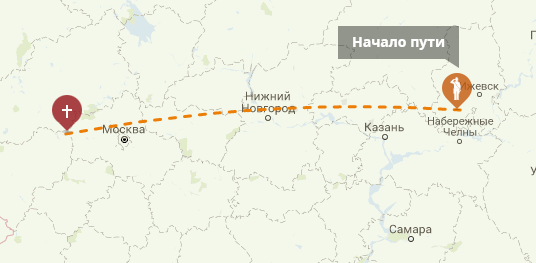 Начало пути
Ижевск
Нижний
Новгород
Набережные
Челны
Казань
Москва
Самара